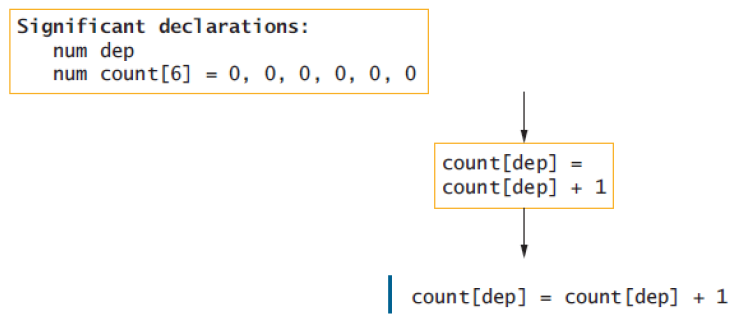 Significant declarations:
num dep
num count[6] = 0, 0, 0, 0, 0, 0
count[dep] =
count[dep] + 1
count[dep] = count[dep] + 1